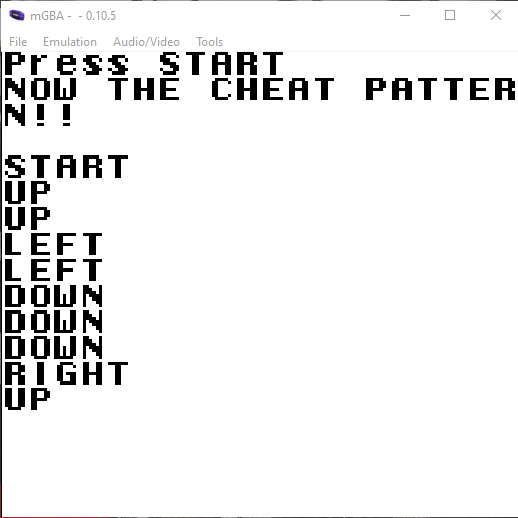 mGBA -  - 0.10.5
File Emulation Audio/Video Tools
Press START
NOW THE CHEAT PATTER
N!!
START
UP
UP
LEFT
LEFT
DOWN
DOWN
DOWN
RIGHT
UP